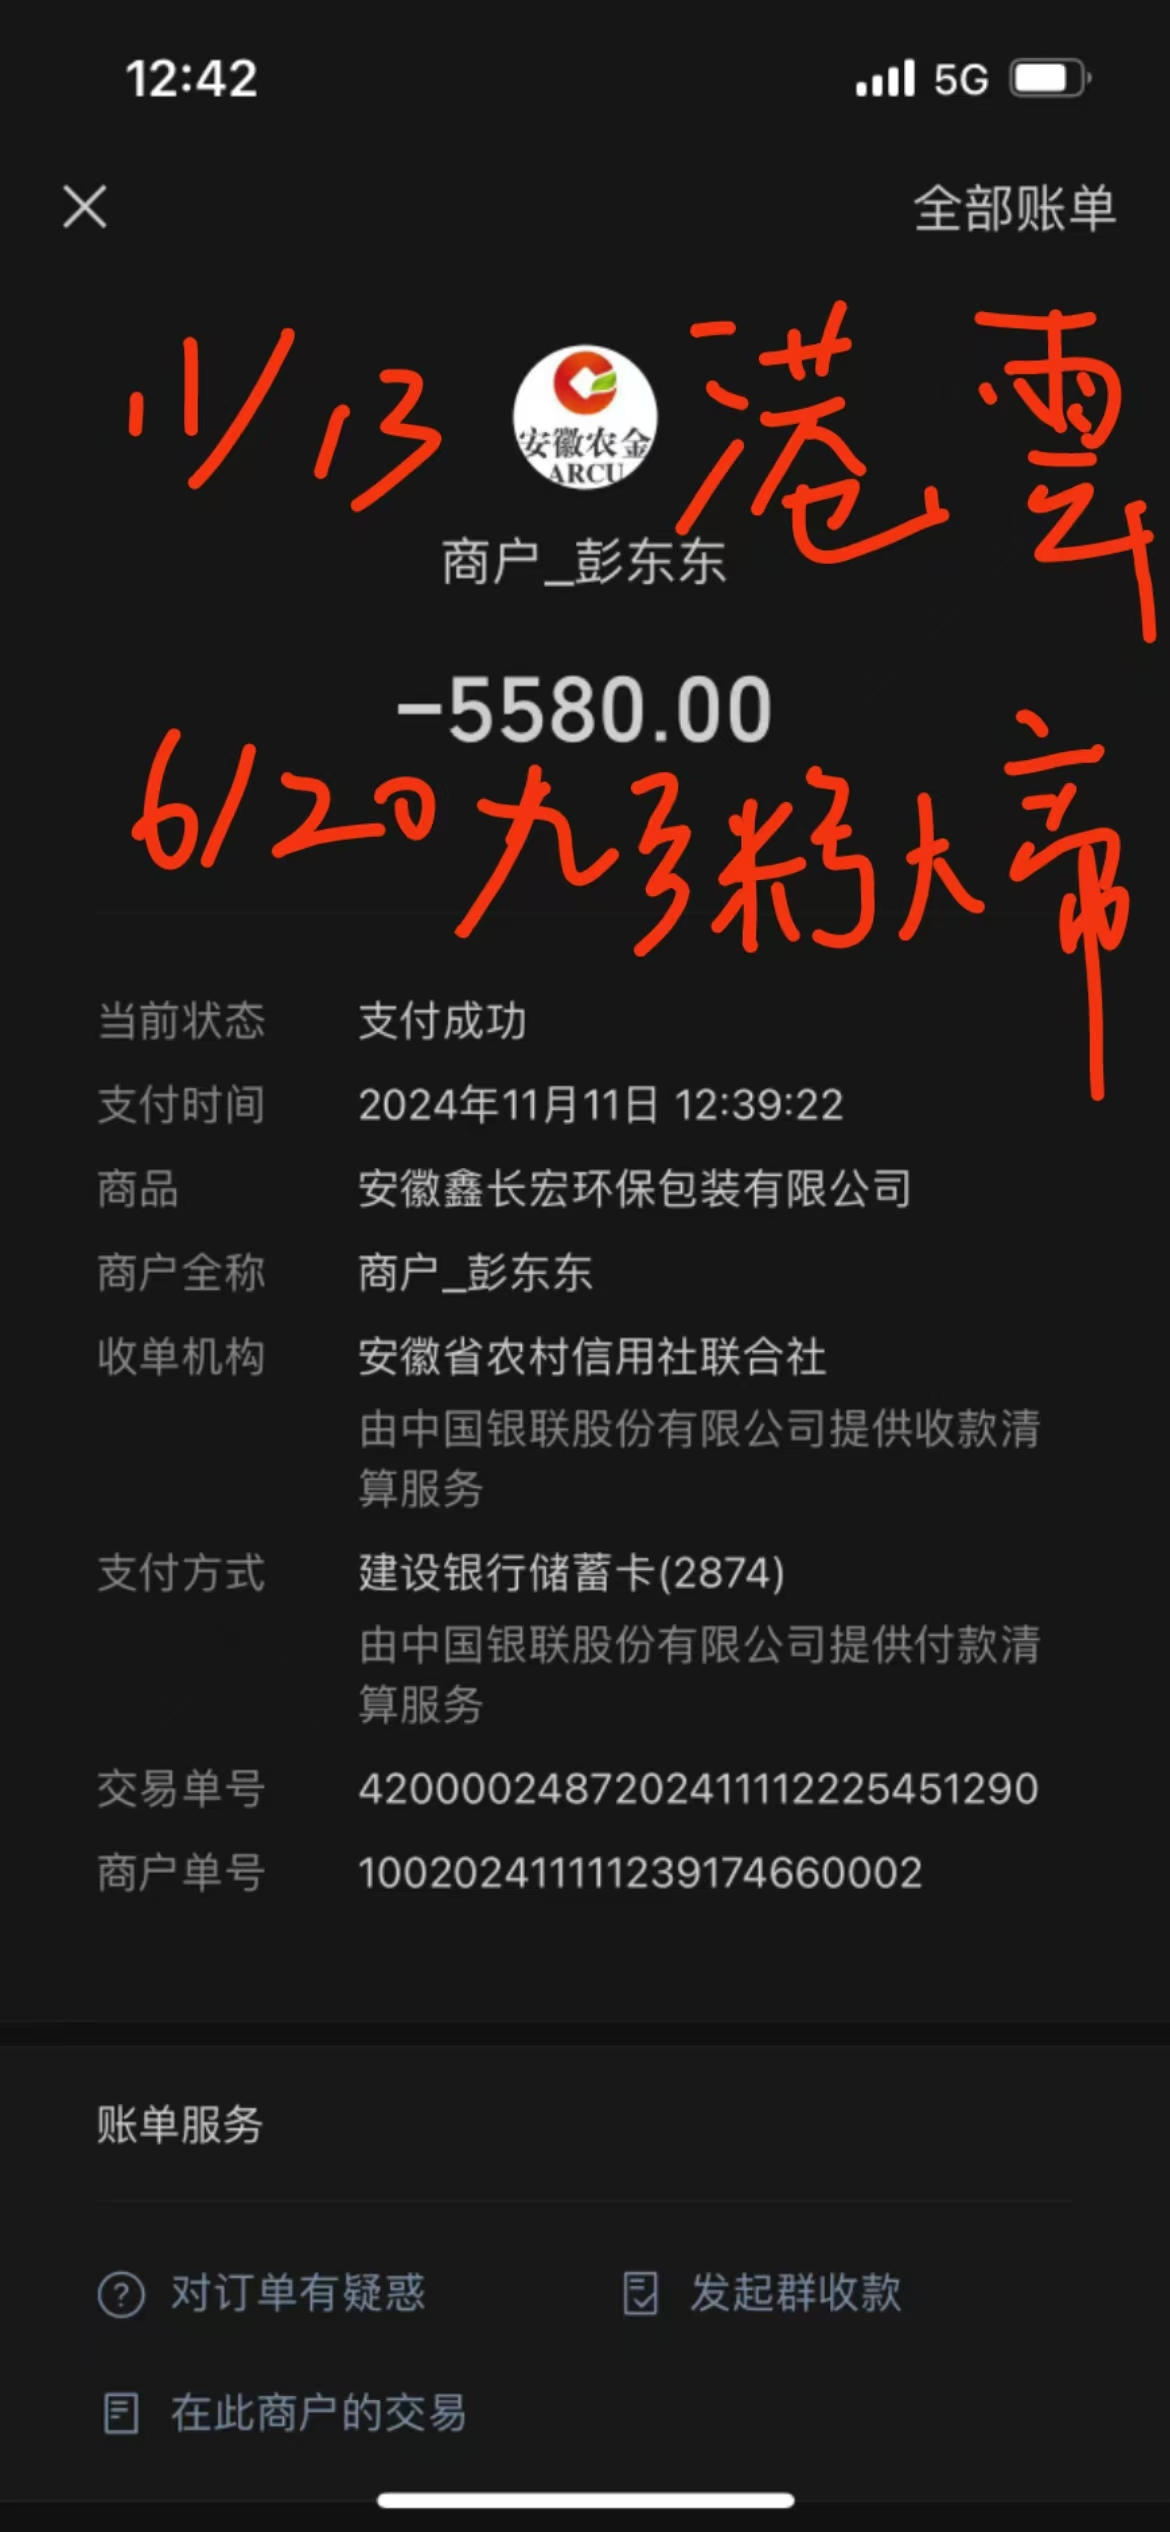 12:42 5G
全部账单
11/13 港雲
安徽农金
ARCU
商户_彭东东
-5580.00
6/20 九号粥大帝
当前状态 支付成功
支付时间 2024年11月11日 12:39:22
商品 安徽鑫长宏环保包装有限公司
商户全称 商户_彭东东
收单机构 安徽省农村信用社联合社
由中国银联股份有限公司提供收款清
算服务
支付方式 建设银行储蓄卡(2874)
由中国银联股份有限公司提供付款清
算服务
交易单号 4200002487202411112225451290
商户单号 100202411111239174660002
账单服务
对订单有疑惑 发起群收款
在此商户的交易